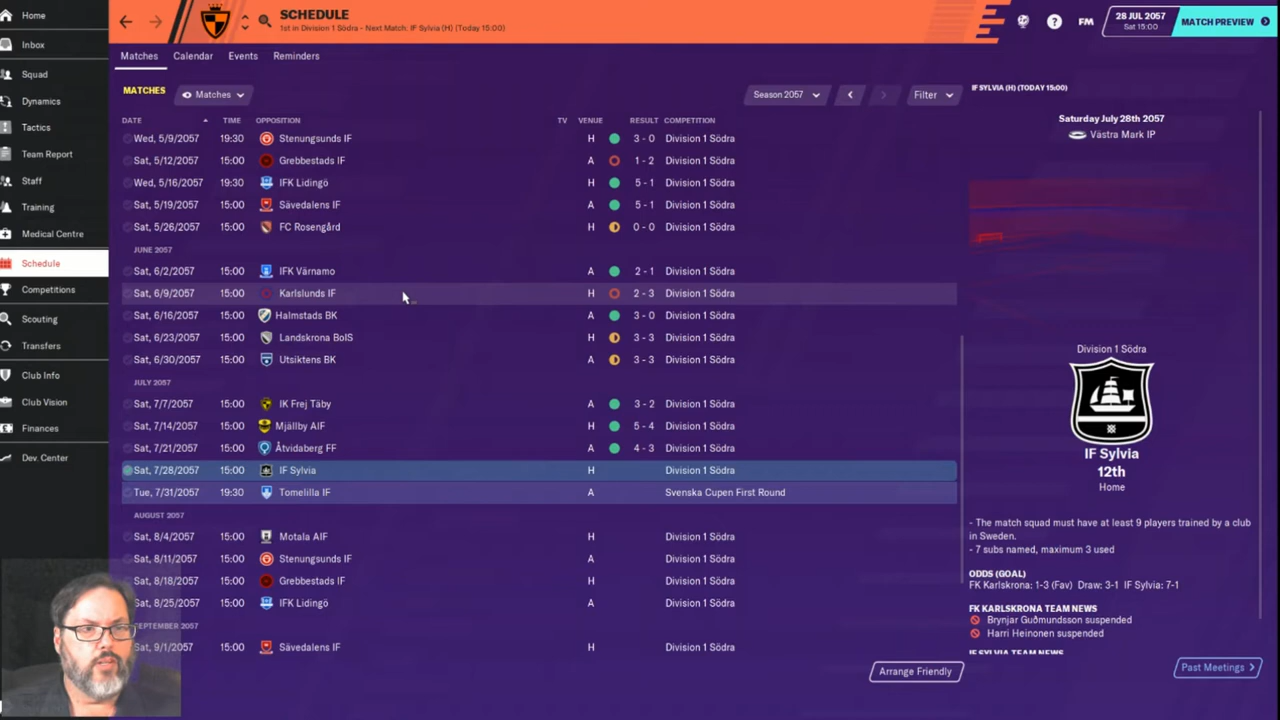 Home
SCHEDULE
1st in Division 1 Södra - Next Match: IF Sylvia (H) (Today 15:00)
FM
28 JUL 2057
Sat 15:00
MATCH PREVIEW
Inbox
Squad
Dynamics
Tactics
Team Report
Staff
Training
Medical Centre
Schedule
Competitions
Scouting
Transfers
Club Info
Club Vision
Finances
Dev. Center
Matches Calendar Events Reminders
MATCHES Matches Season 2057 Filter
DATE TIME OPPOSITION TV VENUE RESULT COMPETITION
Wed, 5/9/2057 19:30 Stenungsunds IF H 3 - 0 Division 1 Södra
Sat, 5/12/2057 15:00 Grebbestads IF A 1 - 2 Division 1 Södra
Wed, 5/16/2057 19:30 IFK Lidingö H 5 - 1 Division 1 Södra
Sat, 5/19/2057 15:00 Sävedalens IF A 5 - 1 Division 1 Södra
Sat, 5/26/2057 15:00 FC Rosengård H 0 - 0 Division 1 Södra
JUNE 2057
Sat, 6/2/2057 15:00 IFK Värnamo A 2 - 1 Division 1 Södra
Sat, 6/9/2057 15:00 Karlslunds IF H 2 - 3 Division 1 Södra
Sat, 6/16/2057 15:00 Halmstads BK A 3 - 0 Division 1 Södra
Sat, 6/23/2057 15:00 Landskrona BoIS H 3 - 3 Division 1 Södra
Sat, 6/30/2057 15:00 Utsiktens BK A 3 - 3 Division 1 Södra
JULY 2057
Sat, 7/7/2057 15:00 IK Frej Täby A 3 - 2 Division 1 Södra
Sat, 7/14/2057 15:00 Mjällby AIF H 5 - 4 Division 1 Södra
Sat, 7/21/2057 15:00 Åtvidaberg FF A 4 - 3 Division 1 Södra
Sat, 7/28/2057 15:00 IF Sylvia H Division 1 Södra
Tue, 7/31/2057 19:30 Tomelilla IF A Svenska Cupen First Round
AUGUST 2057
Sat, 8/4/2057 15:00 Motala AIF H Division 1 Södra
Sat, 8/11/2057 15:00 Stenungsunds IF A Division 1 Södra
Sat, 8/18/2057 15:00 Grebbestads IF H Division 1 Södra
Sat, 8/25/2057 15:00 IFK Lidingö A Division 1 Södra
SEPTEMBER 2057
Sat, 9/1/2057 15:00 Sävedalens IF H Division 1 Södra
Arrange Friendly
IF SYLVIA (H) (TODAY 15:00)
Saturday July 28th 2057
Västra Mark IP
Division 1 Södra
IF Sylvia
12th
Home
- The match squad must have at least 9 players trained by a club
in Sweden.
- 7 subs named, maximum 3 used
ODDS (GOAL)
FK Karlskrona: 1-3 (Fav) Draw: 3-1 IF Sylvia: 7-1
FK KARLSKRONA TEAM NEWS
Brynjar Guðmundsson suspended
Harri Heinonen suspended
IF SYLVIA TEAM NEWS
Past Meetings